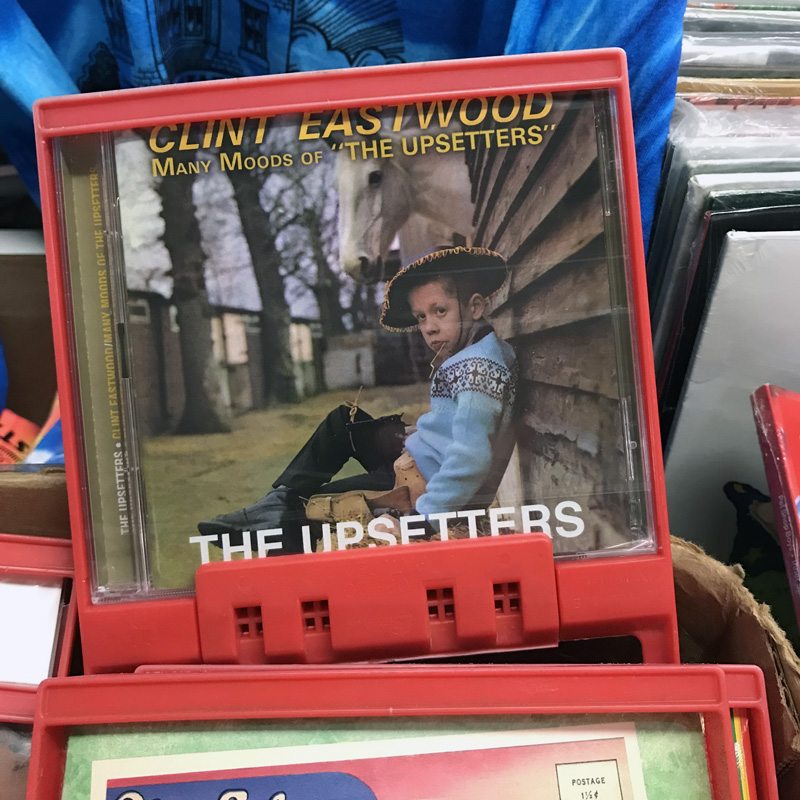 CLINT EASTWOOD
MANY MOODS OF "THE UPSETTERS"
THE UPSETTERS • CLINT EASTWOOD/MANY MOODS OF THE UPSETTER
THE UPSETTERS
POSTAGE
1½¢